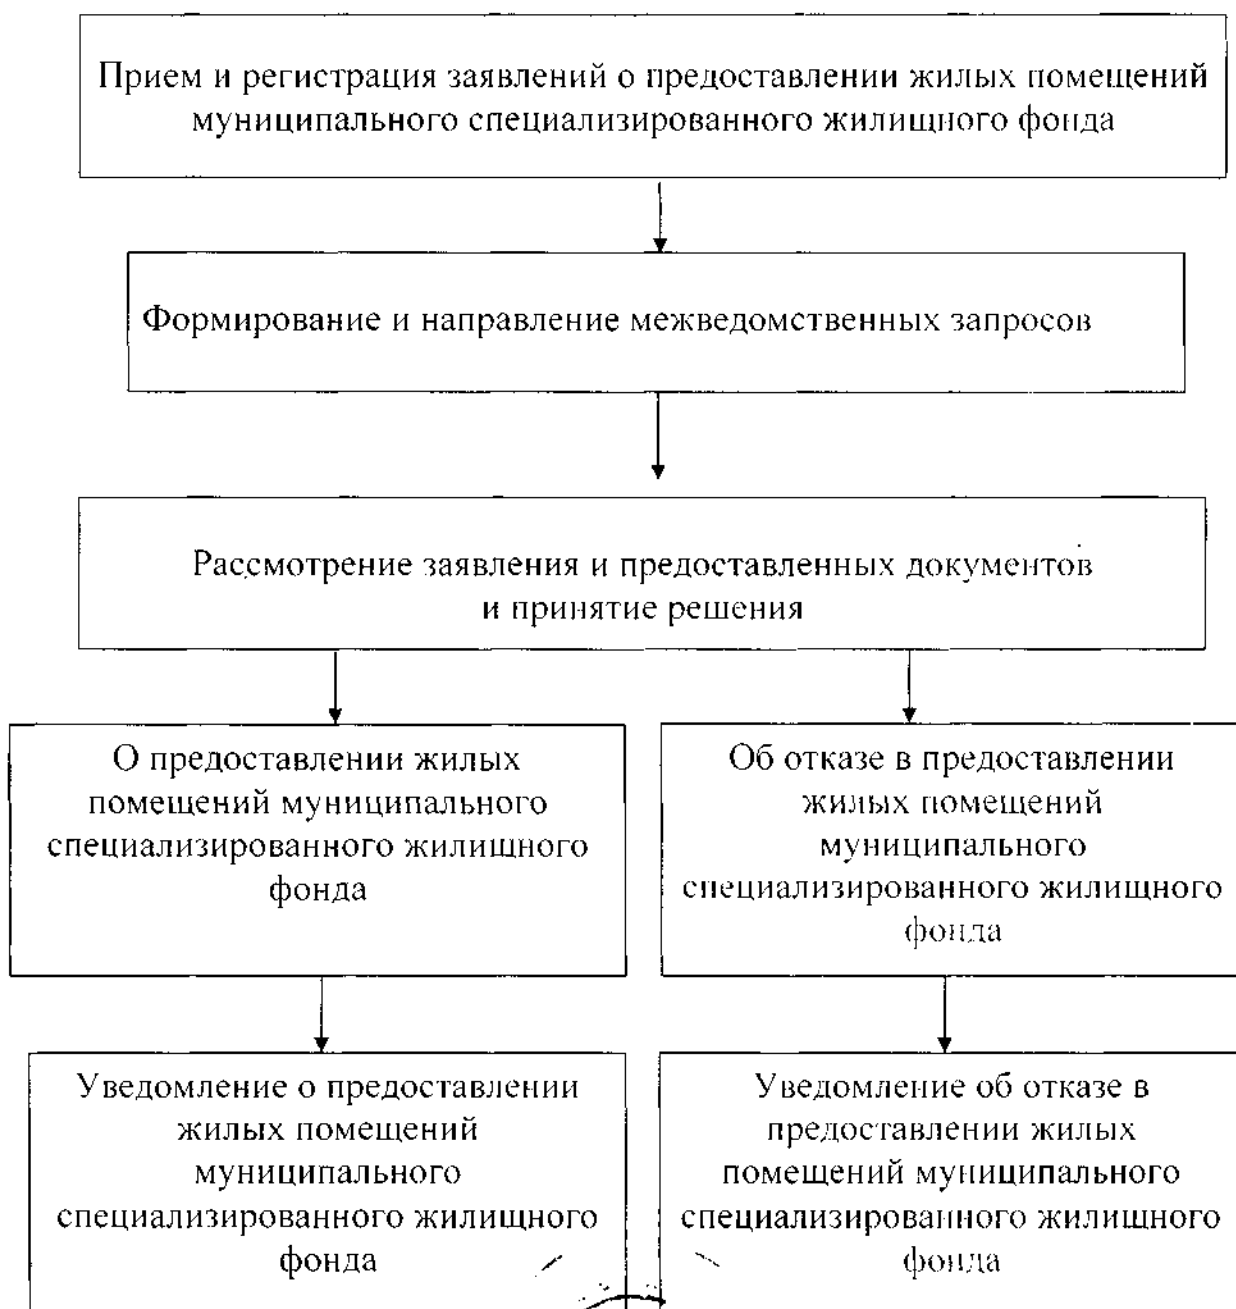 Прием и регистрация заявлений о предоставлении жилых помещений
муниципального специализированного жилищного фонда
Формирование и направление межведомственных запросов
Рассмотрение заявления и предоставленных документов
и принятие решения
О предоставлении жилых
помещений муниципального
специализированного жилищного
фонда
Об отказе в предоставлении
жилых помещений
муниципального
специализированного жилищного
фонда
Уведомление о предоставлении
жилых помещений
муниципального
специализированного жилищного
фонда
Уведомление об отказе в
предоставлении жилых
помещений муниципального
специализированного жилищного
фонда